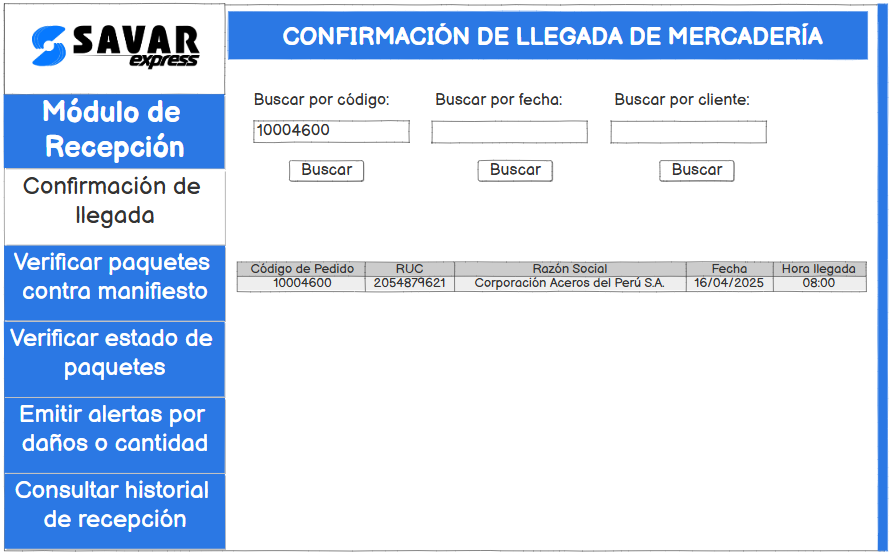 SAVAR
express
CONFIRMACIÓN DE LLEGADA DE MERCADERÍA
Módulo de
Recepción
Confirmación de
llegada
Verificar paquetes
contra manifiesto
Verificar estado de
paquetes
Emitir alertas por
daños o cantidad
Consultar historial
de recepción
Buscar por código: Buscar por fecha: Buscar por cliente:
10004600
Buscar Buscar Buscar
Código de Pedido RUC Razón Social Fecha Hora llegada
10004600 2054879621 Corporación Aceros del Perú S.A. 16/04/2025 08:00